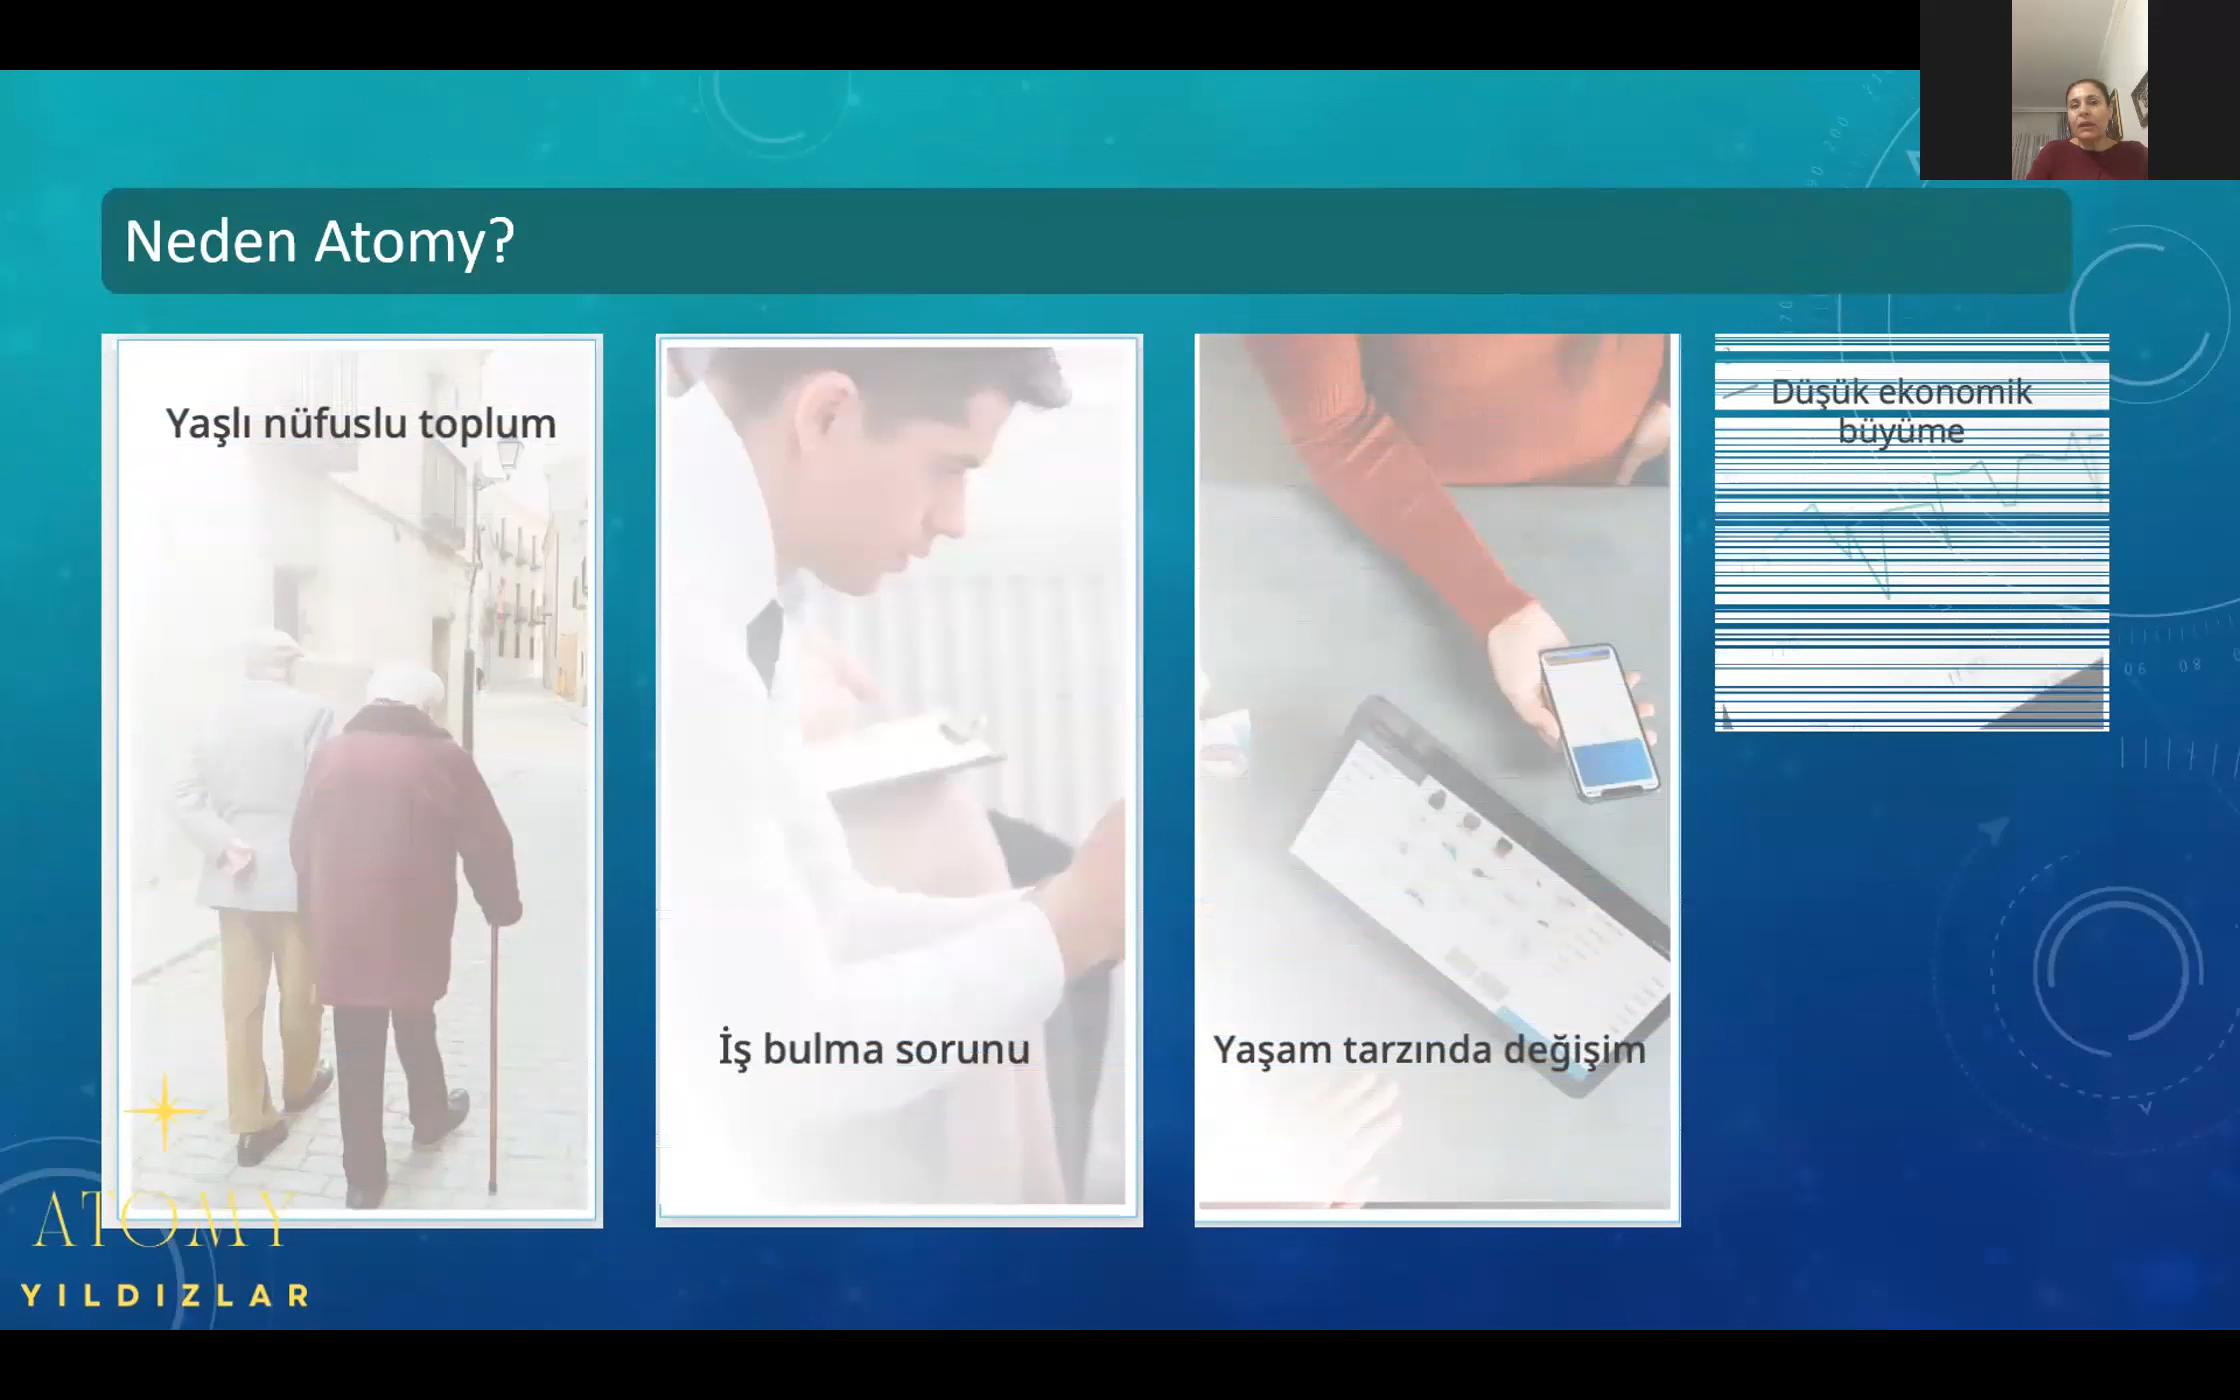 Neden Atomy?
Yaşlı nüfuslu toplum
İş bulma sorunu
Yaşam tarzında değişim
Düşük ekonomik
büyüme
ATOMY
YILDIZLAR